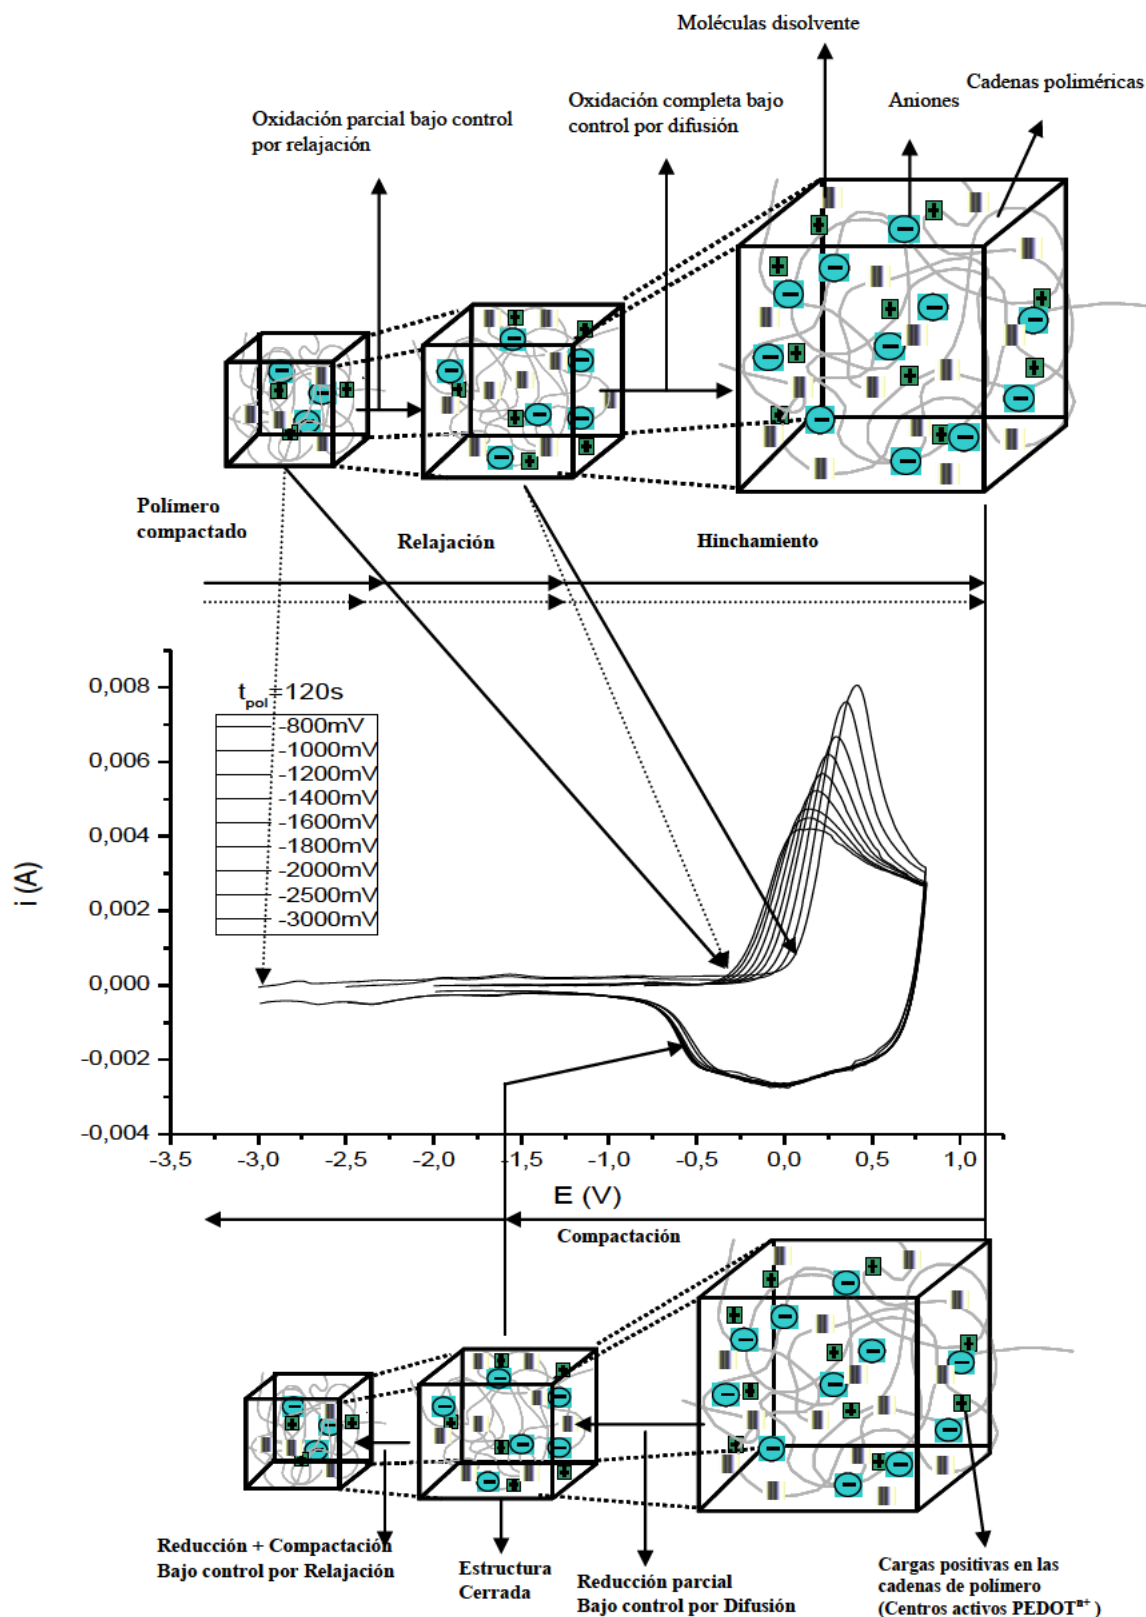 Moléculas disolvente
Cadenas poliméricas
Oxidación parcial bajo control
por relajación
Oxidación completa bajo
control por difusión
Aniones
Polímero
compactado
Relajación
Hinchamiento
0,008
0,006
0,004
0,002
0,000
-0,002
-0,004
i (A)
tpol=120s
-800mV
-1000mV
-1200mV
-1400mV
-1600mV
-1800mV
-2000mV
-2500mV
-3000mV
-3,5 -3,0 -2,5 -2,0 -1,5 -1,0 -0,5 0,0 0,5 1,0
E (V)
Compactación
Reducción + Compactación
Bajo control por Relajación
Estructura
Cerrada
Reducción parcial
Bajo control por Difusión
Cargas positivas en las
cadenas de polímero
(Centros activos PEDOTⁿ⁺ )